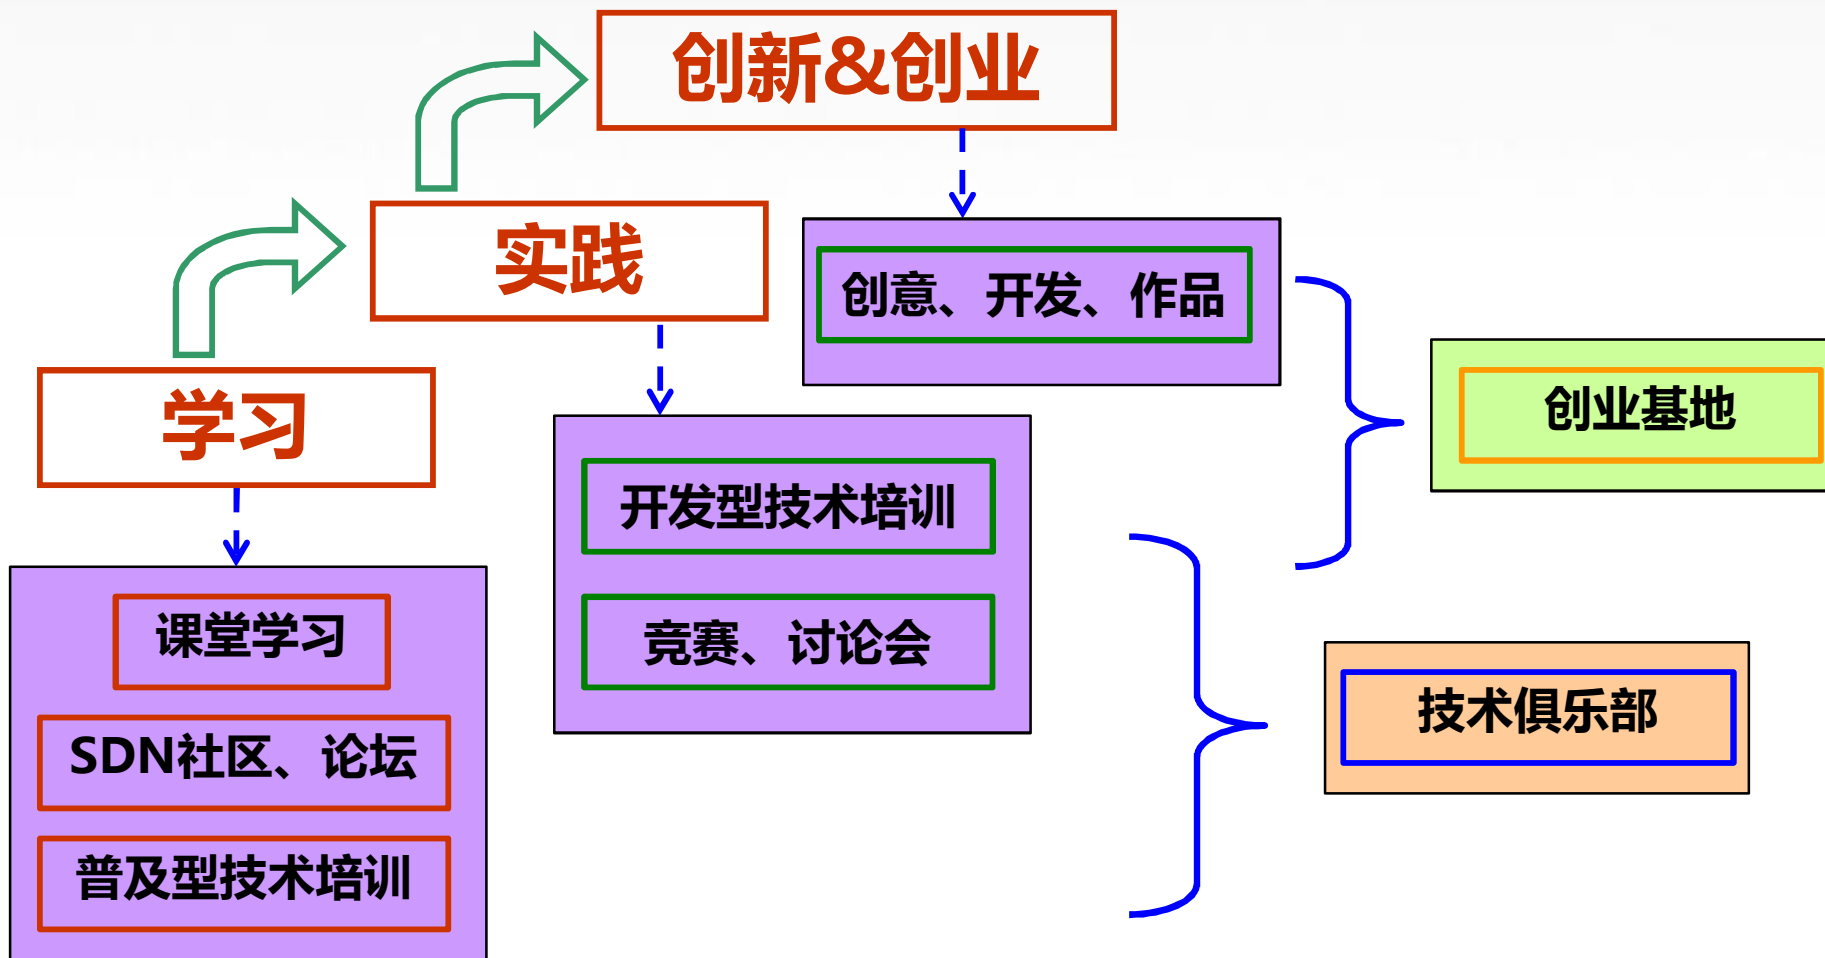 创新&创业
实践
学习
创意、开发、作品
开发型技术培训
竞赛、讨论会
课堂学习
SDN社区、论坛
普及型技术培训
创业基地
技术俱乐部